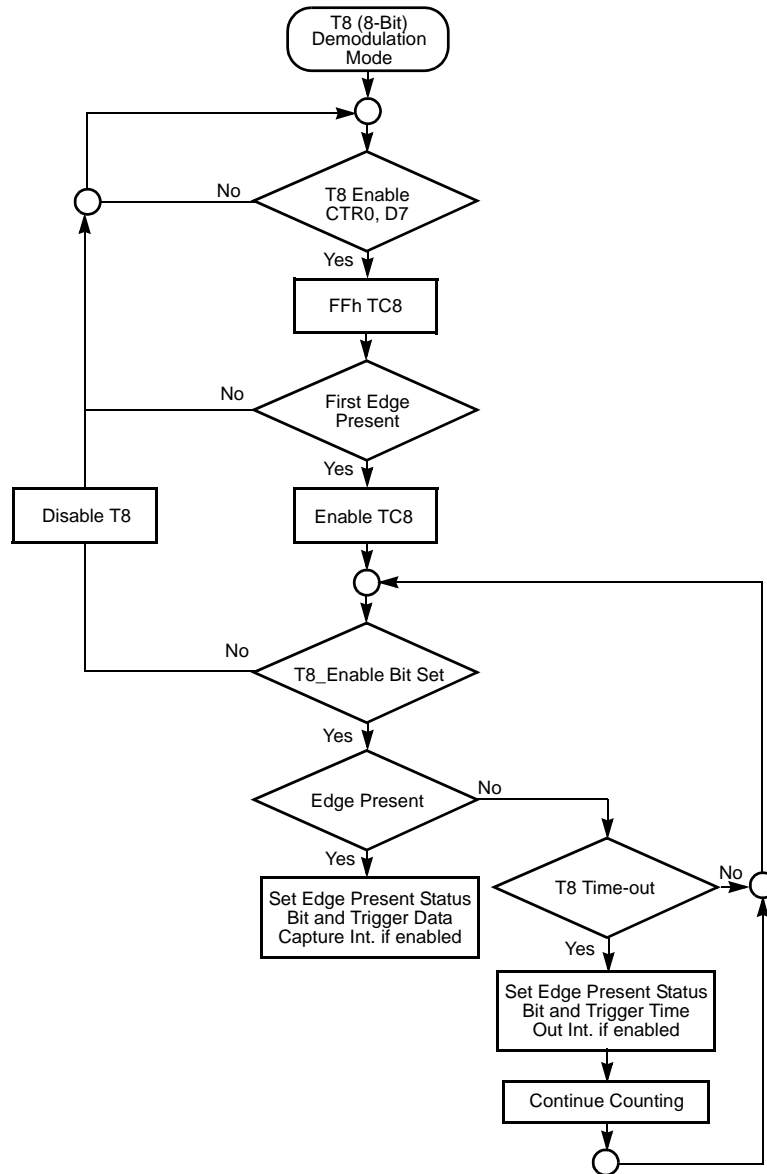 T8 (8-Bit)
Demodulation
Mode
No
T8 Enable
CTR0, D7
Yes
FFh TC8
No
First Edge
Present
Yes
Disable T8
Enable TC8
No
T8_Enable Bit Set
Yes
Edge Present
No
Yes
Set Edge Present Status
Bit and Trigger Data
Capture Int. if enabled
T8 Time-out
No
Yes
Set Edge Present Status
Bit and Trigger Time
Out Int. if enabled
Continue Counting